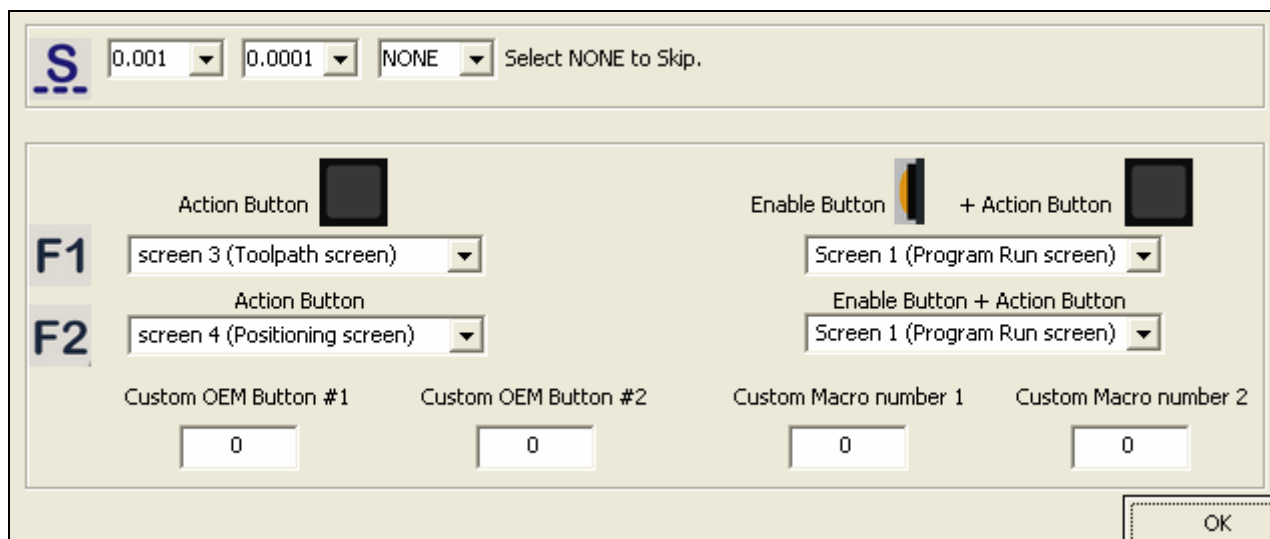 S 0.001 0.0001 NONE Select NONE to Skip.
Action Button Enable Button + Action Button
F1 screen 3 (Toolpath screen) Screen 1 (Program Run screen)
Action Button Enable Button + Action Button
F2 screen 4 (Positioning screen) Screen 1 (Program Run screen)
Custom OEM Button #1 Custom OEM Button #2 Custom Macro number 1 Custom Macro number 2
0 0 0 0
OK